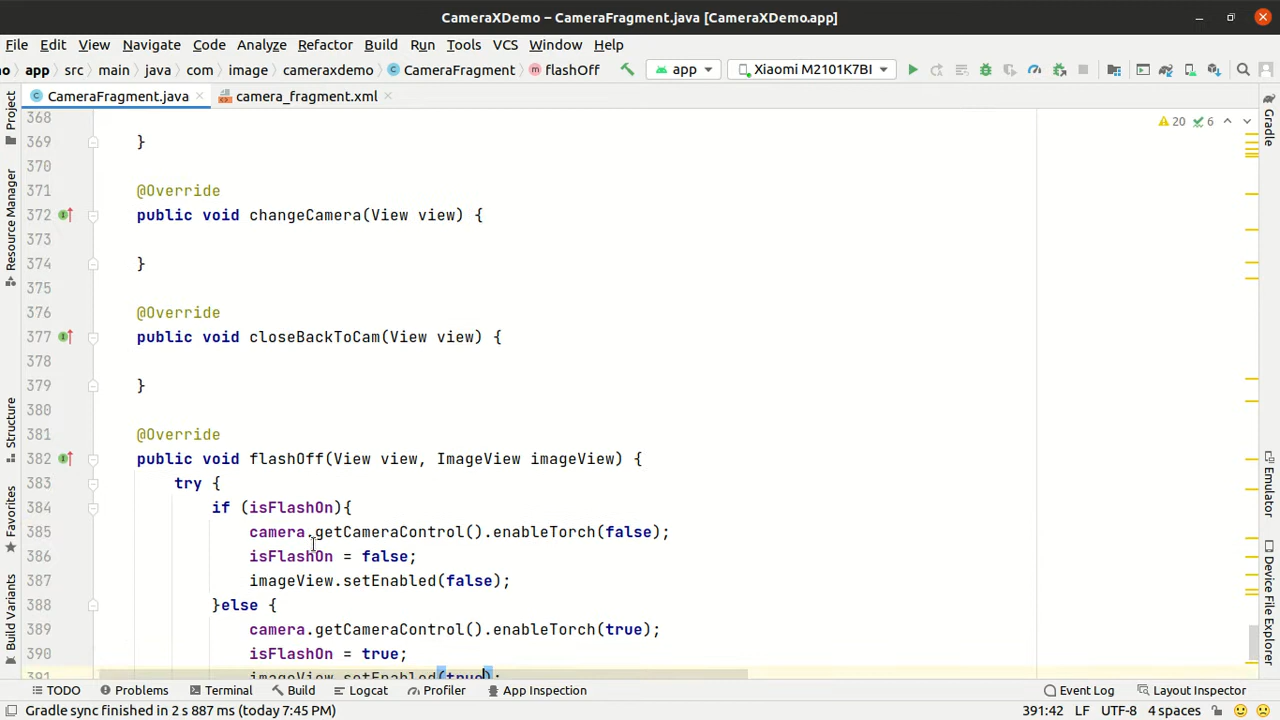 CameraXDemo – CameraFragment.java [CameraXDemo.app]
File Edit View Navigate Code Analyze Refactor Build Run Tools VCS Window Help
app src main java com image cameraxdemo CameraFragment flashOff app Xiaomi M2101K7BI
CameraFragment.java camera_fragment.xml
20 6
368
369 }
370
371 @Override
372 public void changeCamera(View view) {
373
374 }
375
376 @Override
377 public void closeBackToCam(View view) {
378
379 }
380
381 @Override
382 public void flashOff(View view, ImageView imageView) {
383 try {
384 if (isFlashOn){
385 camera.getCameraControl().enableTorch(false);
386 isFlashOn = false;
387 imageView.setEnabled(false);
388 }else {
389 camera.getCameraControl().enableTorch(true);
390 isFlashOn = true;
391 imageView.setEnabled(true);
Project
Resource Manager
Structure
Favorites
Build Variants
Gradle
Emulator
Device File Explorer
TODO Problems Terminal Build Logcat Profiler App Inspection Event Log Layout Inspector
Gradle sync finished in 2 s 887 ms (today 7:45 PM) 391:42 LF UTF-8 4 spaces